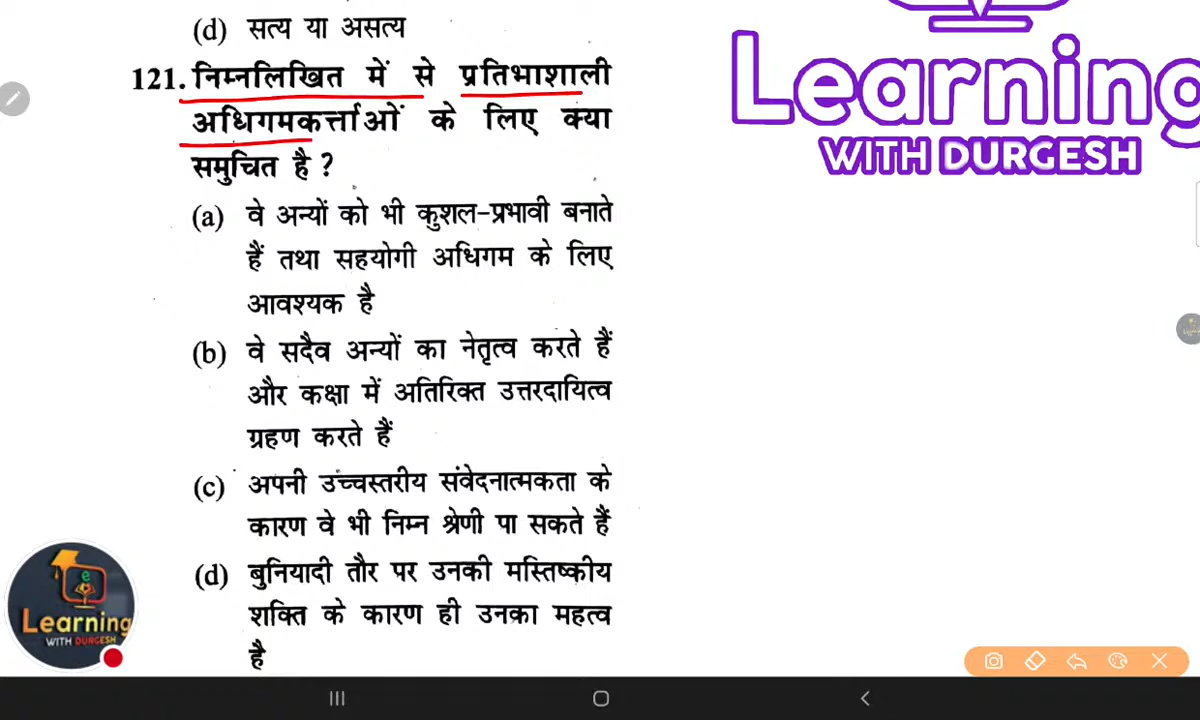 (d) सत्य या असत्य
121. निम्नलिखित में से प्रतिभाशाली
अधिगमकर्त्ताओं के लिए क्या
समुचित है ?
(a) वे अन्यों को भी कुशल-प्रभावी बनाते
हैं तथा सहयोगी अधिगम के लिए
आवश्यक है
(b) वे सदैव अन्यों का नेतृत्व करते हैं
और कक्षा में अतिरिक्त उत्तरदायित्व
ग्रहण करते हैं
(c) अपनी उच्चस्तरीय संवेदनात्मकता के
कारण वे भी निम्न श्रेणी पा सकते हैं
(d) बुनियादी तौर पर उनकी मस्तिष्कीय
शक्ति के कारण ही उनका महत्व
है
Learning
WITH DURGESH
e
Learning
WITH DURGESH